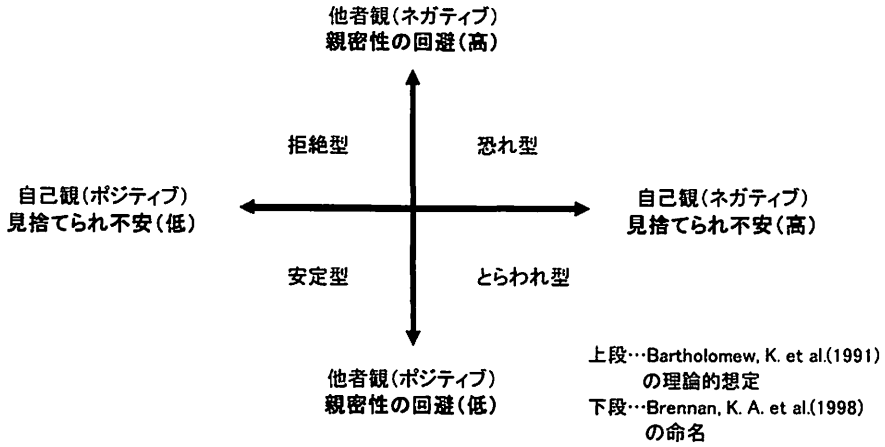 他者観(ネガティブ)
親密性の回避(高)
拒絶型
恐れ型
自己観(ポジティブ)
見捨てられ不安(低)
自己観(ネガティブ)
見捨てられ不安(高)
安定型
とらわれ型
他者観(ポジティブ)
親密性の回避(低)
上段…Bartholomew, K. et al.(1991)
の理論的想定
下段…Brennan, K. A. et al.(1998)
の命名